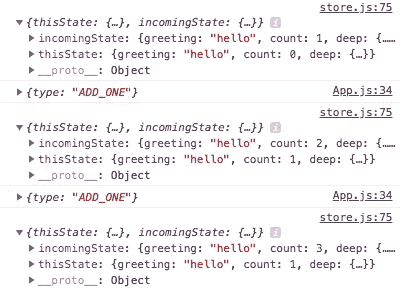 store.js:75
▼{thisState: {…}, incomingState: {…}} i
▶incomingState: {greeting: "hello", count: 1, deep: {……
▶thisState: {greeting: "hello", count: 0, deep: {…}}
▶__proto__: Object
▶{type: "ADD_ONE"} App.js:34
store.js:75
▼{thisState: {…}, incomingState: {…}} i
▶incomingState: {greeting: "hello", count: 2, deep: {……
▶thisState: {greeting: "hello", count: 1, deep: {…}}
▶__proto__: Object
▶{type: "ADD_ONE"} App.js:34
store.js:75
▼{thisState: {…}, incomingState: {…}} i
▶incomingState: {greeting: "hello", count: 3, deep: {……
▶thisState: {greeting: "hello", count: 1, deep: {…}}
▶__proto__: Object